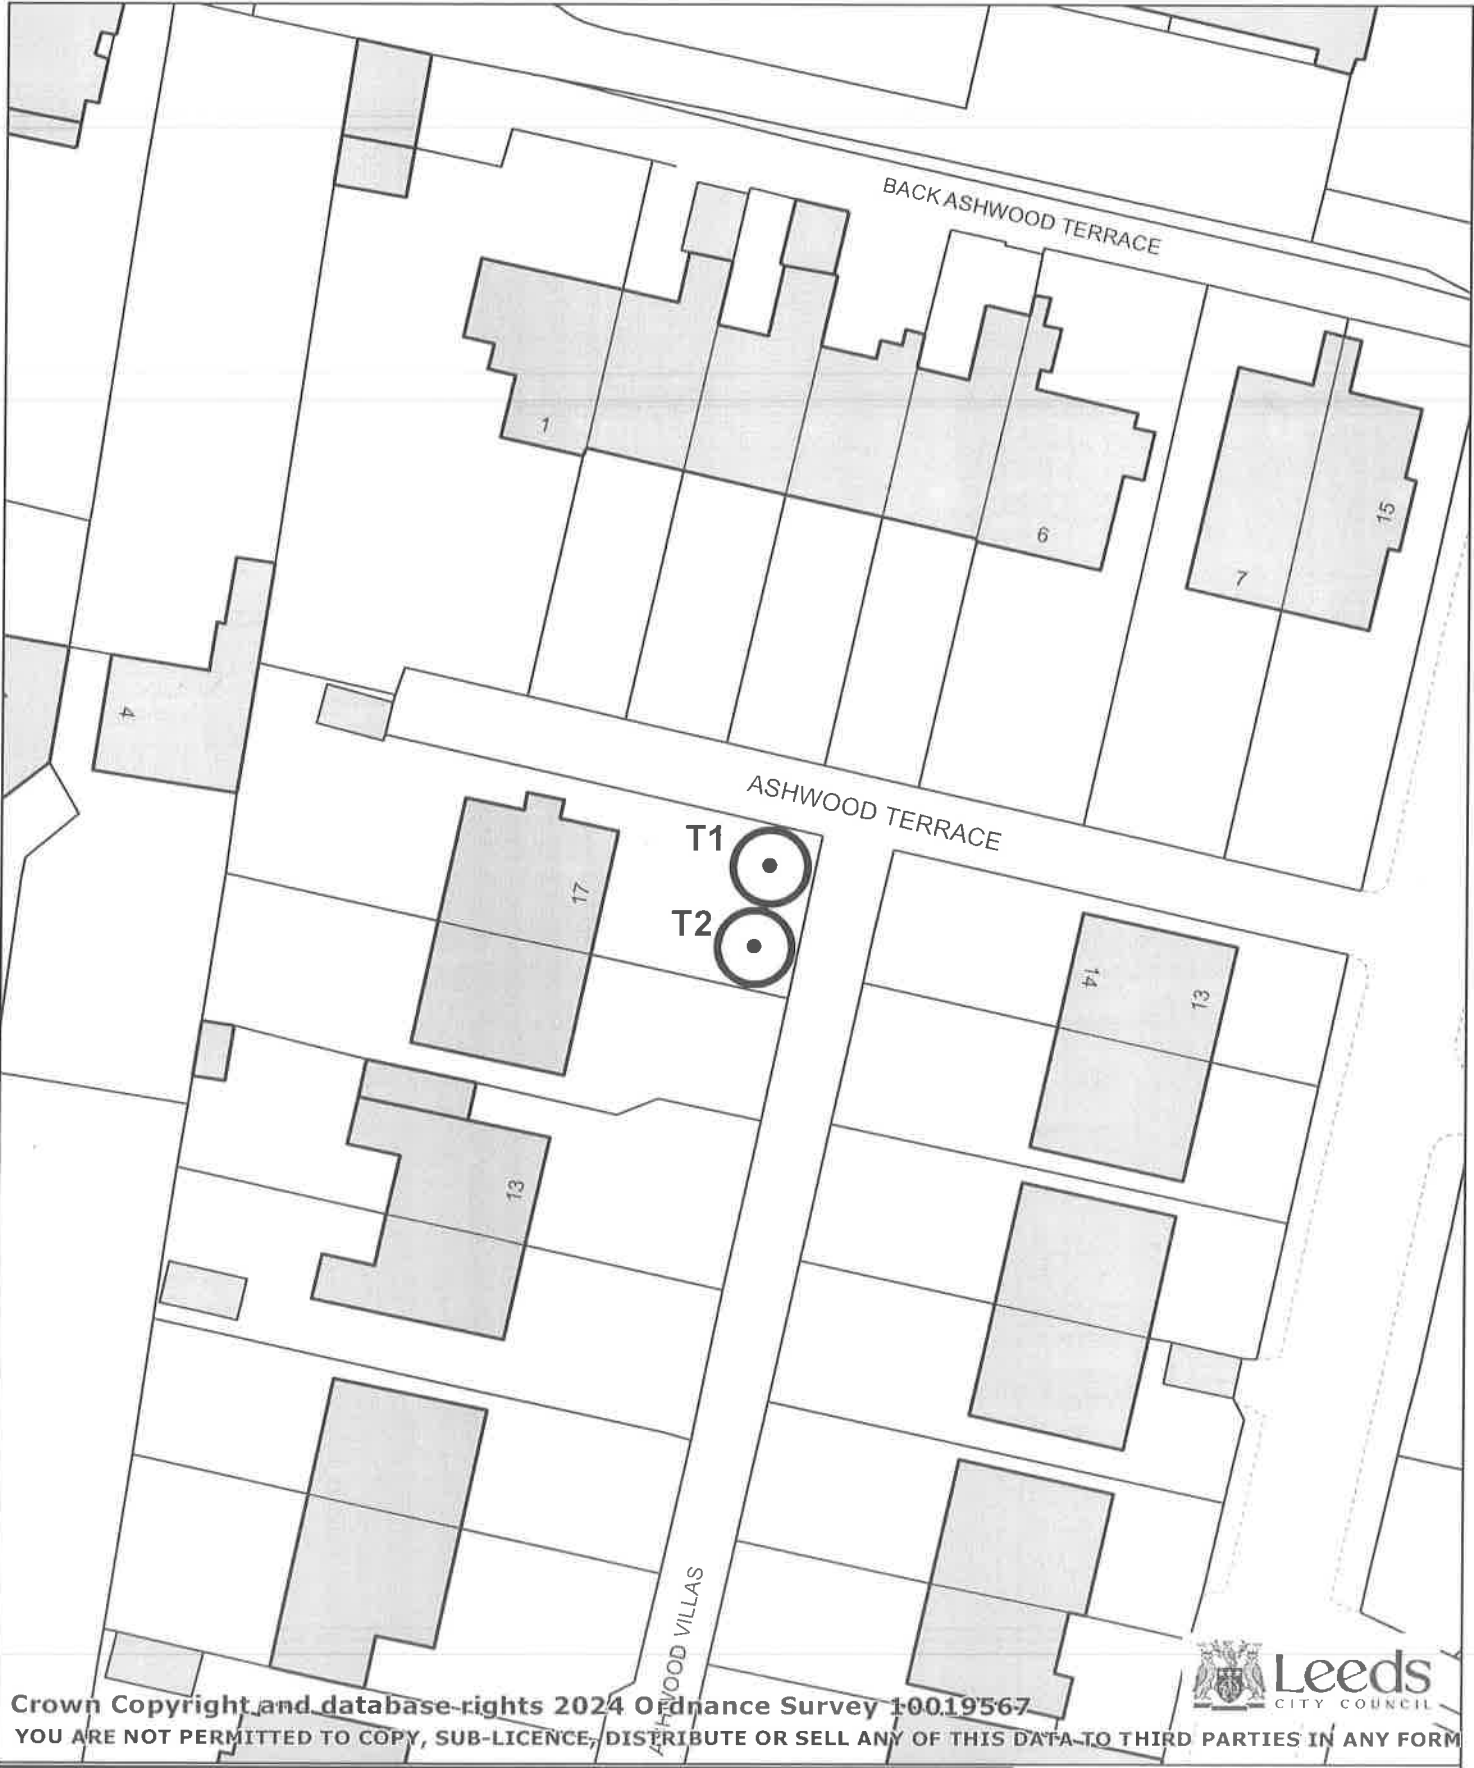 BACK ASHWOOD TERRACE
1
6
15
7
4
ASHWOOD TERRACE
T1
17
T2
14
13
13
ASHWOOD VILLAS
Leeds
CITY COUNCIL
Crown Copyright and database rights 2024 Ordnance Survey 10019567
YOU ARE NOT PERMITTED TO COPY, SUB-LICENCE, DISTRIBUTE OR SELL ANY OF THIS DATA TO THIRD PARTIES IN ANY FORM